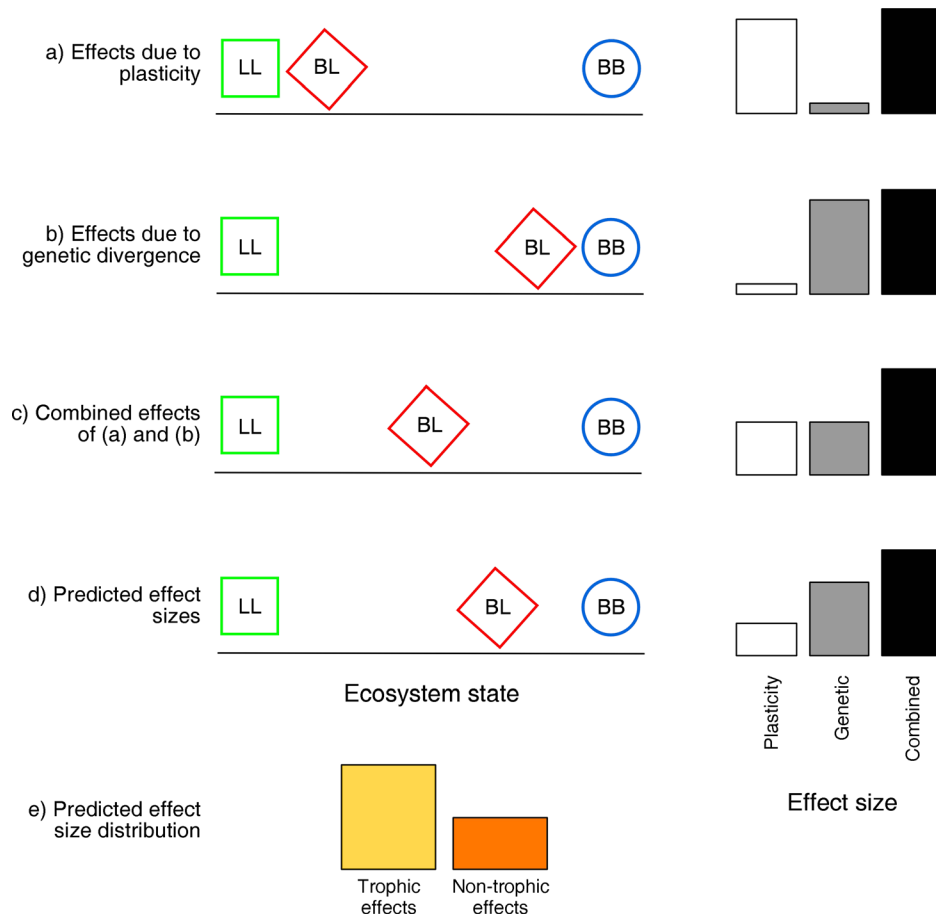 a) Effects due to
plasticity
LL
BL
BB
b) Effects due to
genetic divergence
LL
BL
BB
c) Combined effects
of (a) and (b)
LL
BL
BB
d) Predicted effect
sizes
LL
BL
BB
Ecosystem state
Plasticity
Genetic
Combined
Effect size
e) Predicted effect
size distribution
Trophic
effects
Non-trophic
effects